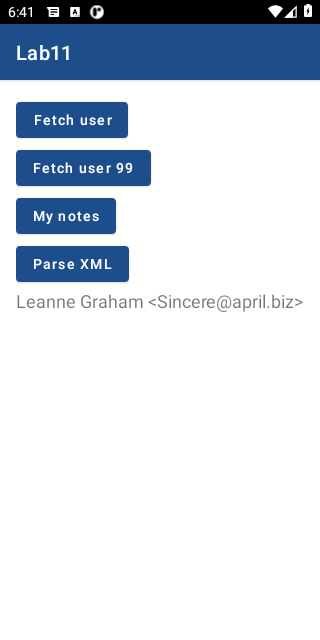 6:41
Lab11
Fetch user
Fetch user 99
My notes
Parse XML
Leanne Graham <Sincere@april.biz>